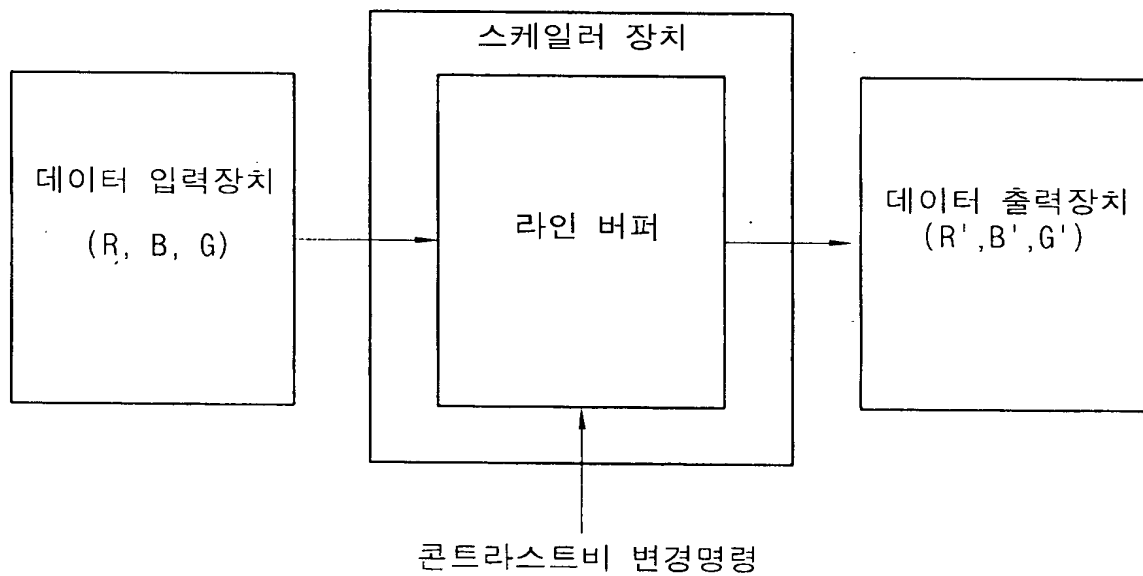 스케일러 장치
데이터 입력장치
(R, B, G)
라인 버퍼
데이터 출력장치
(R',B',G')
콘트라스트비 변경명령